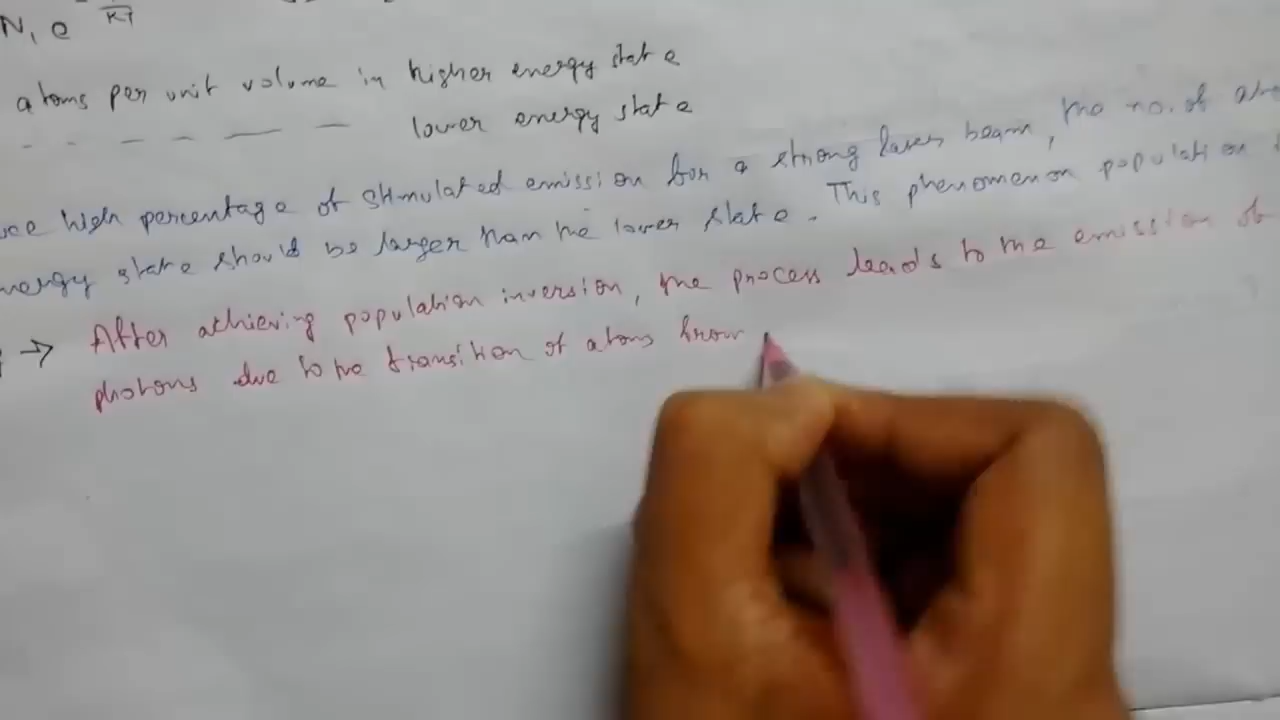 N₁ e KT
atoms per unit volume in higher energy state
- - - — — lower energy state
high percentage of stimulated emission for a strong laser beam, the no. of
energy state should be larger than the lower state. This phenomenon population
→ After achieving population inversion, the process leads to the emission of
photons due to the transition of atoms from